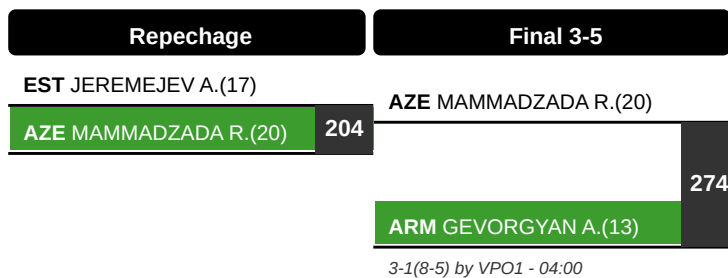 Repechage
EST JEREMEJEV A.(17)
AZE MAMMADZADA R.(20)
204
Final 3-5
AZE MAMMADZADA R.(20)
274
ARM GEVORGYAN A.(13)
3-1(8-5) by VPO1 - 04:00